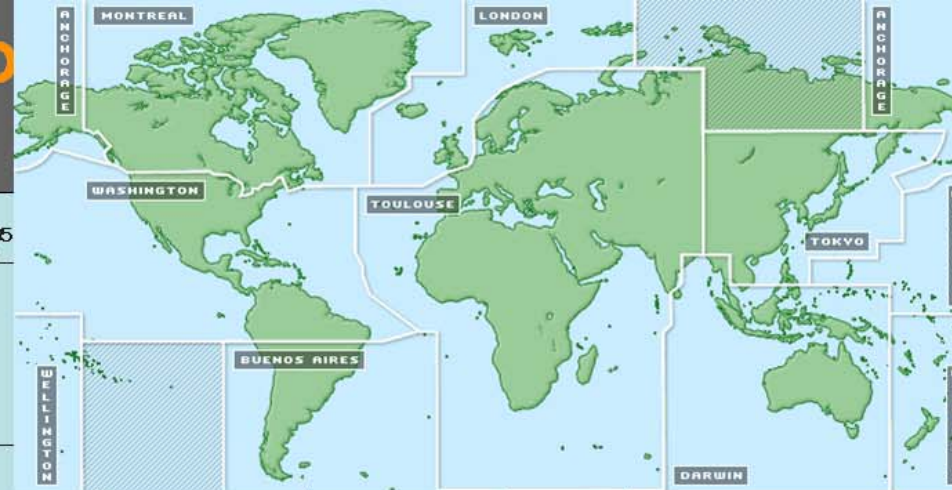 ANCHORAGE
MONTREAL
LONDON
ANCHORAGE
WASHINGTON
TOULOUSE
TOKYO
BUENOS AIRES
WELLINGTON
DARWIN